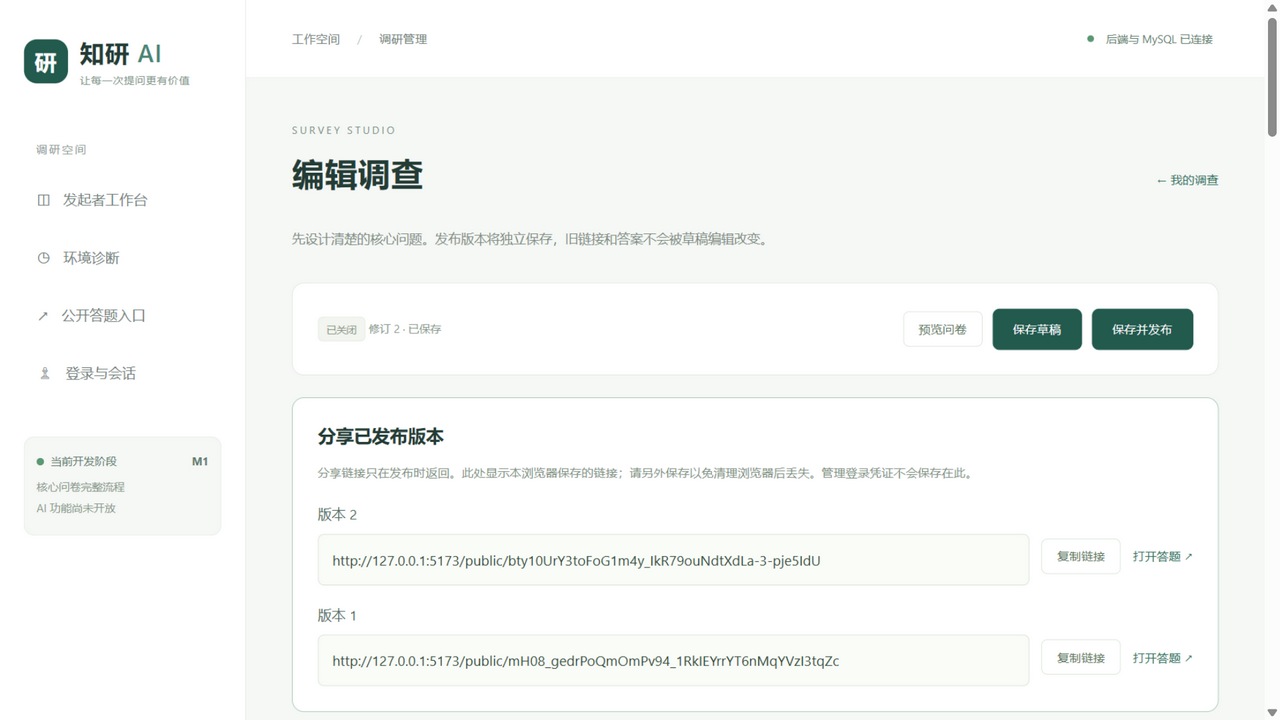 研
知研 AI
让每一次提问更有价值
调研空间
发起者工作台
环境诊断
公开答题入口
登录与会话
当前开发阶段 M1
核心问卷完整流程
AI 功能尚未开放
工作空间 / 调研管理
后端与 MySQL 已连接
SURVEY STUDIO
编辑调查
← 我的调查
先设计清楚的核心问题。发布版本将独立保存，旧链接和答案不会被草稿编辑改变。
已关闭 修订 2 · 已保存
预览问卷
保存草稿
保存并发布
分享已发布版本
分享链接只在发布时返回。此处显示本浏览器保存的链接；请另外保存以免清理浏览器后丢失。管理登录凭证不会保存在此。
版本 2
http://127.0.0.1:5173/public/bty10UrY3toFoG1m4y_IkR79ouNdtXdLa-3-pje5IdU
复制链接
打开答题 ↗
版本 1
http://127.0.0.1:5173/public/mH08_gedrPoQmOmPv94_1RkIEYrrYT6nMqYVzI3tqZc
复制链接
打开答题 ↗